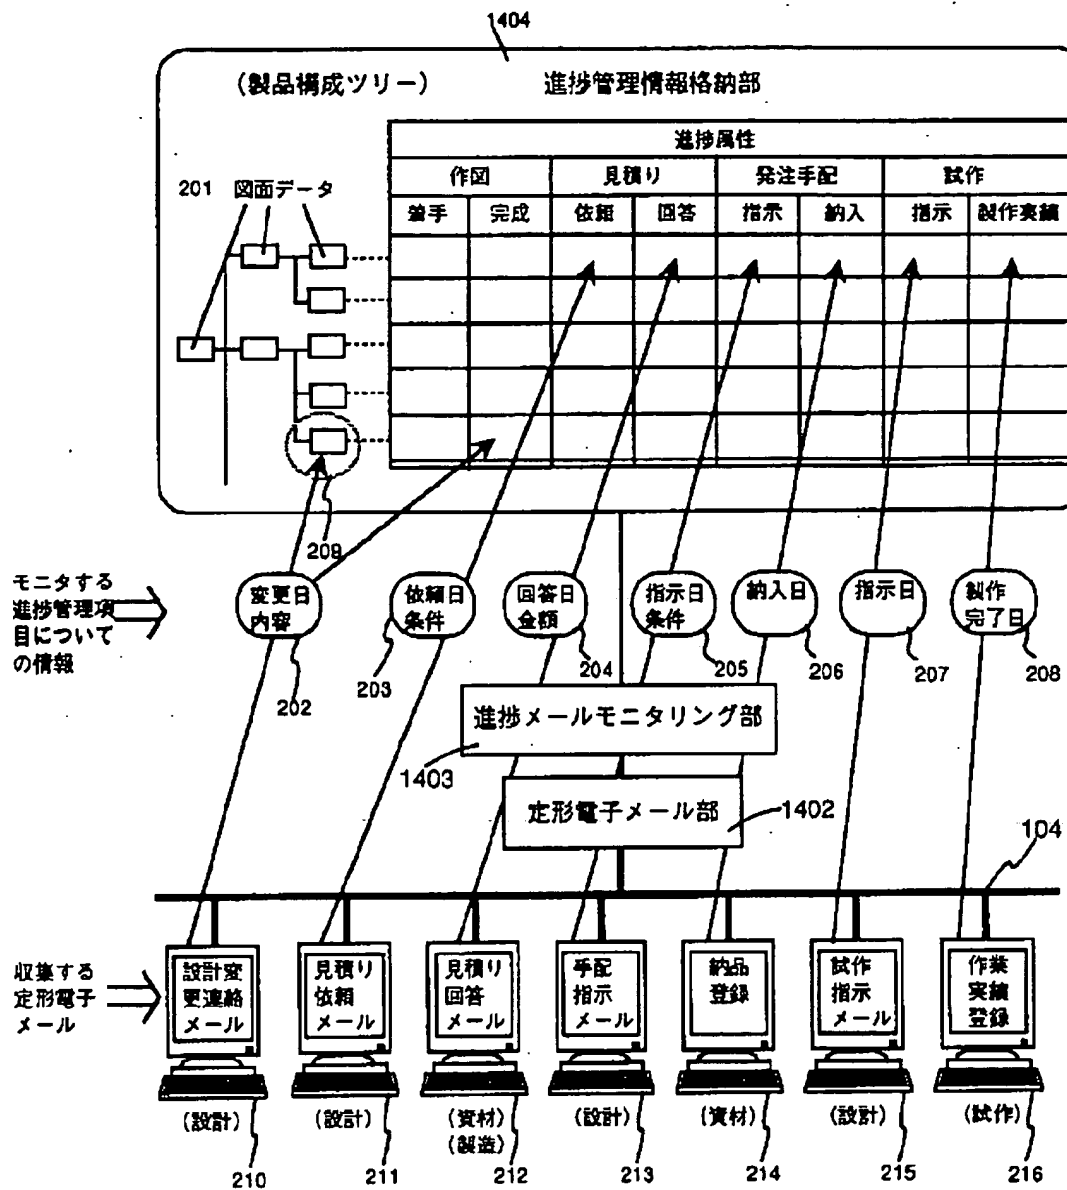 1404
(製品構成ツリー) 進捗管理情報格納部
進捗属性
作図 見積り 発注手配 試作
着手 完成 依頼 回答 指示 納入 指示 製作実績
201 図面データ
209
モニタする
進捗管理項
目について
の情報
変更日
内容
依頼日
条件
回答日
金額
指示日
条件
納入日
指示日
製作
完了日
202
203
204
205
206
207
208
進捗メールモニタリング部
1403
定形電子メール部
1402
104
収集する
定形電子
メール
設計変
更連絡
メール
見積り
依頼
メール
見積り
回答
メール
手配
指示
メール
納品
登録
試作
指示
メール
作業
実績
登録
(設計) (設計) (資材) (設計) (資材) (設計) (試作)
(製造)
210 211 212 213 214 215 216